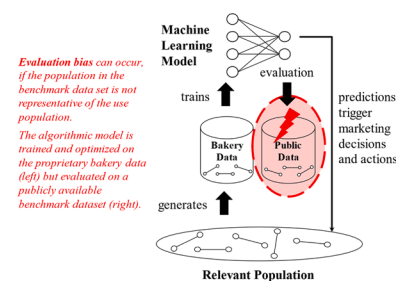 Machine
Learning
Model
Evaluation bias can occur,
if the population in the
benchmark data set is not
representative of the use
population.
The algorithmic model is
trained and optimized on
the proprietary bakery data
(left) but evaluated on a
publicly available
benchmark dataset (right).
trains
evaluation
predictions
trigger
marketing
decisions
and actions
Bakery
Data
Public
Data
generates
Relevant Population